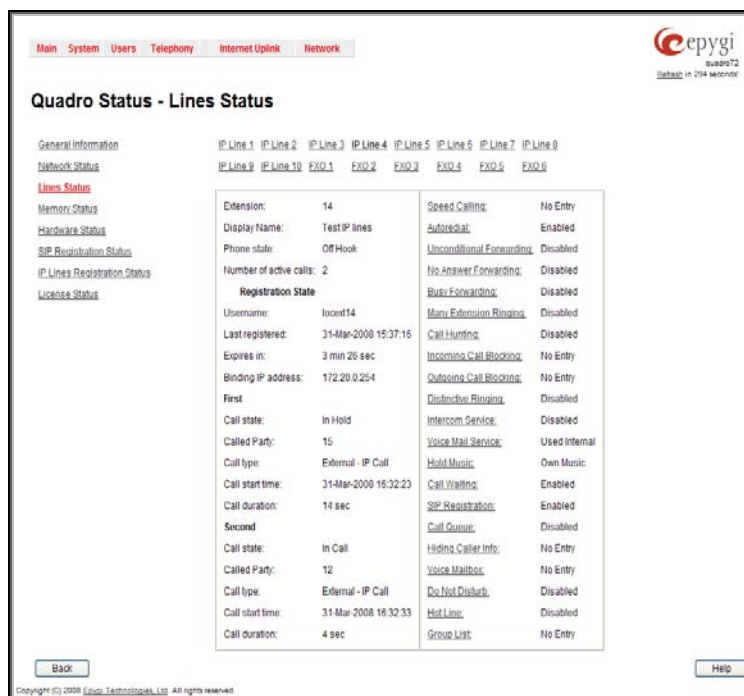 Main System Users Telephony Internet Uplink Network
epygi
quadro72
Refresh in 294 seconds
Quadro Status - Lines Status
General Information
Network Status
Lines Status
Memory Status
Hardware Status
SIP Registration Status
IP Lines Registration Status
License Status
IP Line 1 IP Line 2 IP Line 3 IP Line 4 IP Line 5 IP Line 6 IP Line 7 IP Line 8
IP Line 9 IP Line 10 FXO 1 FXO 2 FXO 3 FXO 4 FXO 5 FXO 6
Extension: 14
Display Name: Test IP lines
Phone state: Off Hook
Number of active calls: 2
Registration State
Username: locext14
Last registered: 31-Mar-2008 15:37:16
Expires in: 3 min 26 sec
Binding IP address: 172.20.0.254
First
Call state: In Hold
Called Party: 15
Call type: External - IP Call
Call start time: 31-Mar-2008 16:32:23
Call duration: 14 sec
Second
Call state: In Call
Called Party: 12
Call type: External - IP Call
Call start time: 31-Mar-2008 16:32:33
Call duration: 4 sec
Speed Calling: No Entry
Autoredial: Enabled
Unconditional Forwarding: Disabled
No Answer Forwarding: Disabled
Busy Forwarding: Disabled
Many Extension Ringing: Disabled
Call Hunting: Disabled
Incoming Call Blocking: No Entry
Outgoing Call Blocking: No Entry
Distinctive Ringing: Disabled
Intercom Service: Disabled
Voice Mail Service: Used Internal
Hold Music: Own Music
Call Waiting: Enabled
SIP Registration: Enabled
Call Queue: Disabled
Hiding Caller Info: No Entry
Voice Mailbox: No Entry
Do Not Disturb: Disabled
Hot Line: Disabled
Group List: No Entry
Back
Help
Copyright (C) 2008 Epygi Technologies, Ltd. All rights reserved.